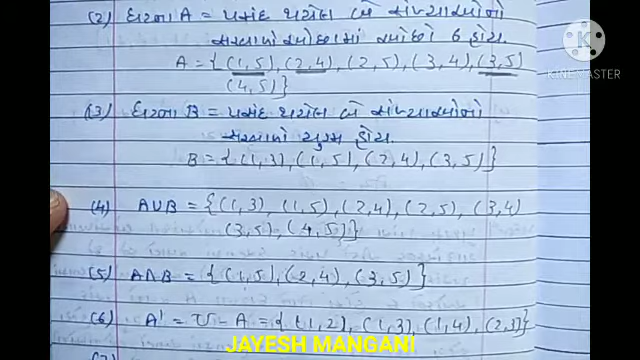 (2) ઘટના A = પસંદ થયેલ બે સંખ્યાઓનો
સરવાળો ઓછામાં ઓછો 6 હોય.
A = {(1,5), (2,4), (2,5), (3,4), (3,5)
(4,5)}
KINEMASTER
(3) ઘટના B = પસંદ થયેલ બે સંખ્યાઓનો
સરવાળો યુગ્મ હોય.
B = {(1,3), (1,5), (2,4), (3,5)}
(4) A∪B = {(1,3), (1,5), (2,4), (2,5), (3,4)
(3,5), (4,5)}
(5) A∩B = {(1,5), (2,4), (3,5)}
(6) A' = U - A = {(1,2), (1,3), (1,4), (2,3)}
JAYESH MANGANI